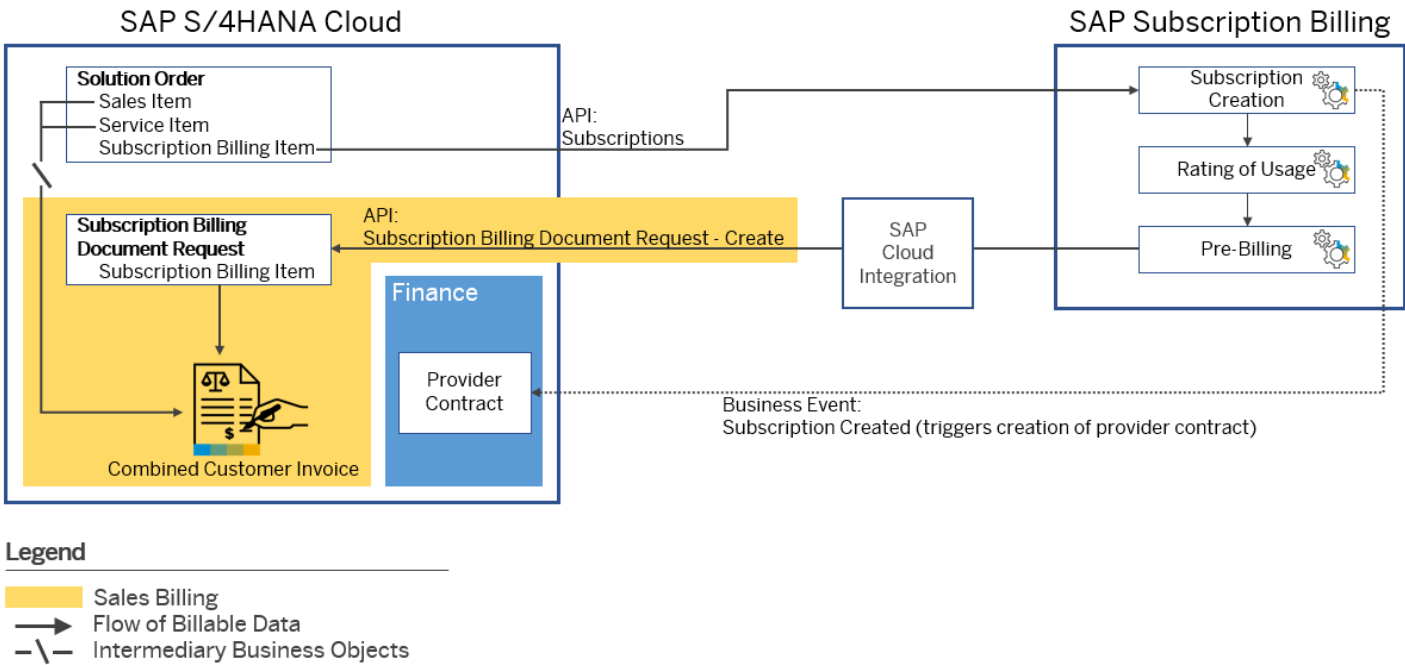 SAP S/4HANA Cloud
SAP Subscription Billing
Solution Order
Sales Item
Service Item
Subscription Billing Item
API:
Subscriptions
Subscription
Creation
Rating of Usage
Pre-Billing
SAP
Cloud
Integration
API:
Subscription Billing Document Request - Create
Subscription Billing
Document Request
Subscription Billing Item
Finance
Provider
Contract
$
Combined Customer Invoice
Business Event:
Subscription Created (triggers creation of provider contract)
Legend
Sales Billing
Flow of Billable Data
Intermediary Business Objects